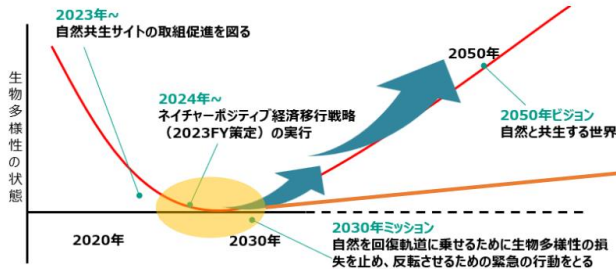 2023年~
自然共生サイトの取組促進を図る
2024年~
ネイチャーポジティブ経済移行戦略
（2023FY策定）の実行
2050年
2050年ビジョン
自然と共生する世界
生物多様性の状態
2020年
2030年
2030年ミッション
自然を回復軌道に乗せるために生物多様性の損
失を止め、反転させるための緊急の行動をとる